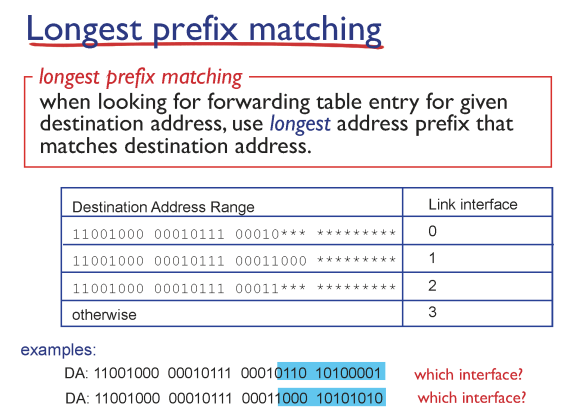 Longest prefix matching
longest prefix matching
when looking for forwarding table entry for given
destination address, use longest address prefix that
matches destination address.
Destination Address Range Link interface
11001000 00010111 00010*** ********* 0
11001000 00010111 00011000 ********* 1
11001000 00010111 00011*** ********* 2
otherwise 3
examples:
DA: 11001000 00010111 00010110 10100001 which interface?
DA: 11001000 00010111 00011000 10101010 which interface?